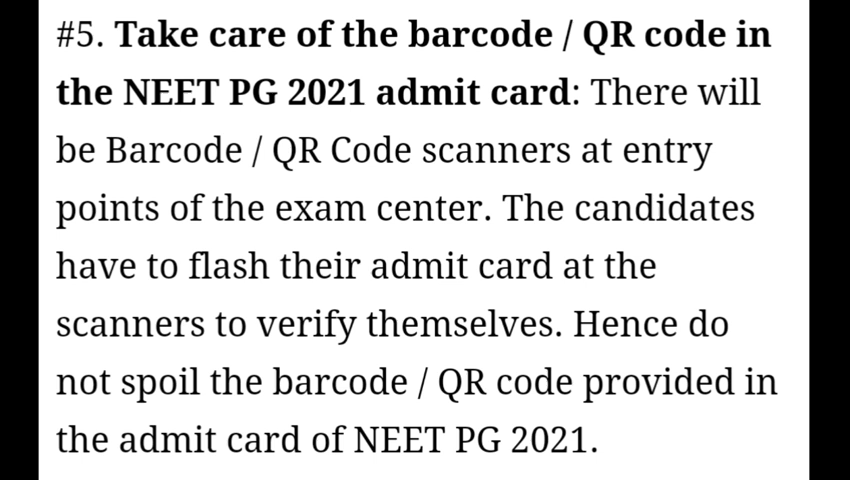 #5. Take care of the barcode / QR code in
the NEET PG 2021 admit card: There will
be Barcode / QR Code scanners at entry
points of the exam center. The candidates
have to flash their admit card at the
scanners to verify themselves. Hence do
not spoil the barcode / QR code provided in
the admit card of NEET PG 2021.